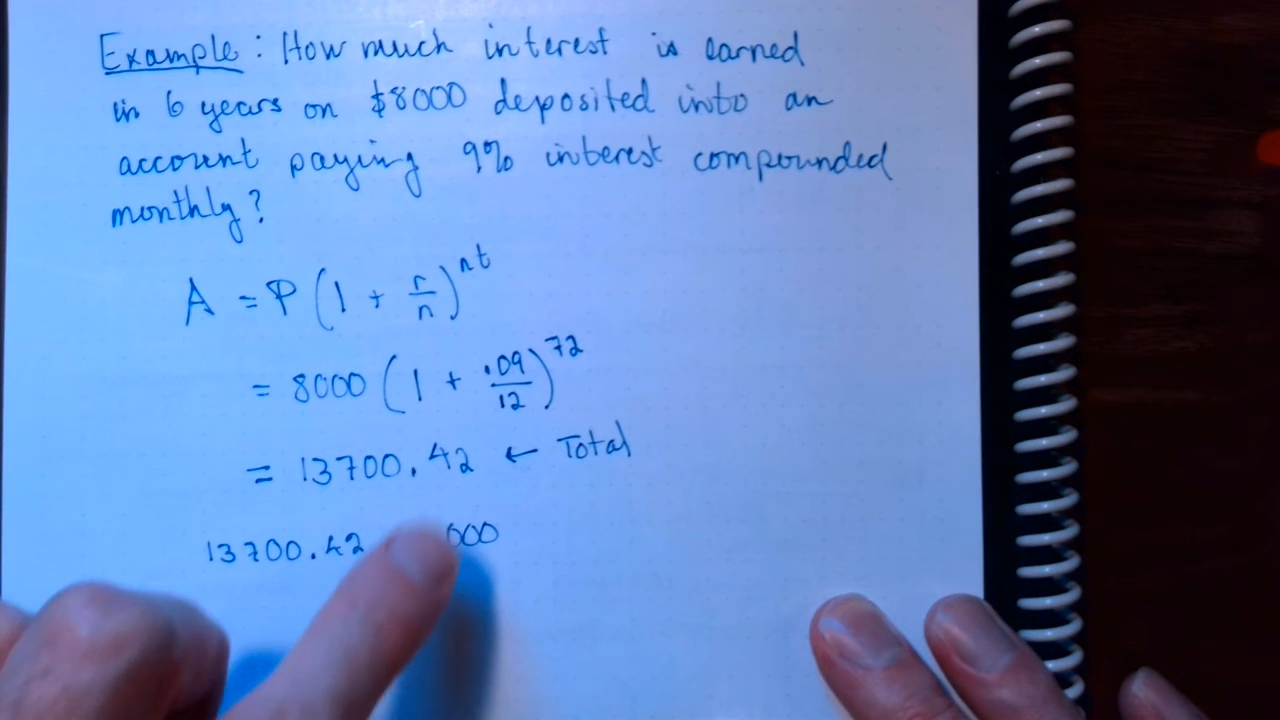 Example: How much interest is earned
in 6 years on $8000 deposited into an
account paying 9% interest compounded
monthly?
A = P(1 + r/n)^nt
= 8000(1 + .09/12)^72
= 13700.42 ← Total
13700.42 000